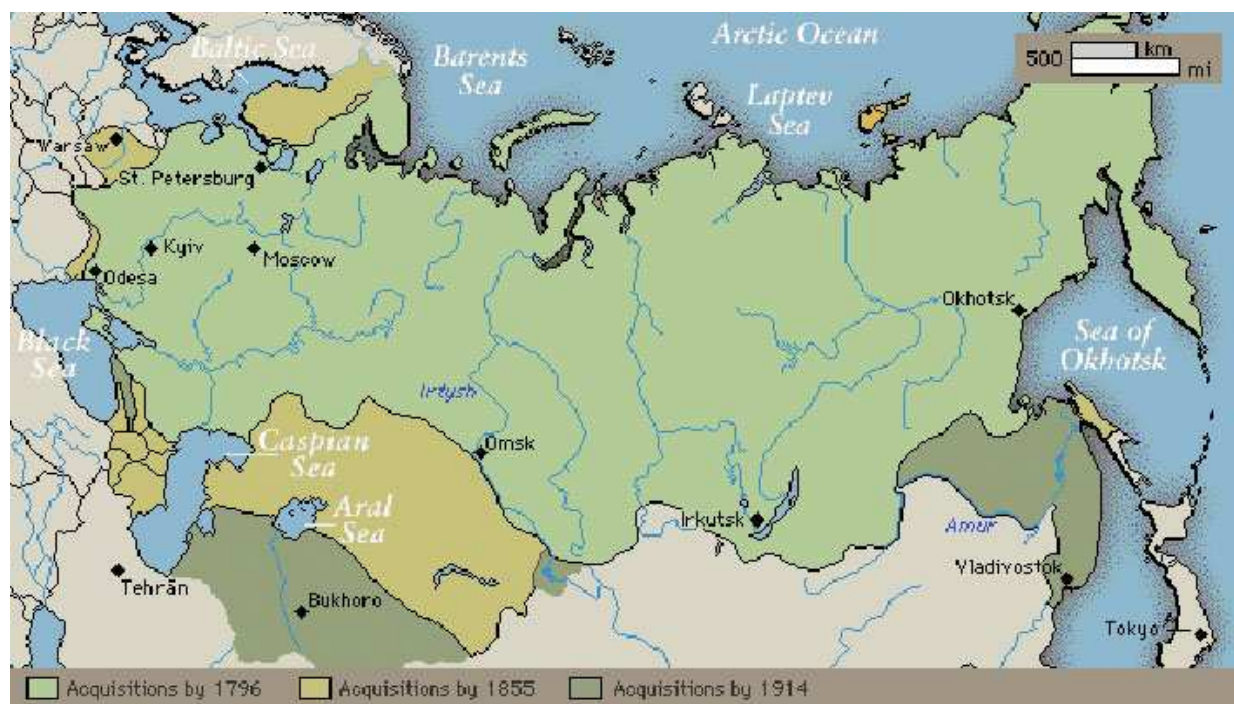 Baltic Sea
Barents
Sea
Arctic Ocean
500 km
mi
Laptev
Sea
Warsaw
St. Petersburg
Kyiv
Moscow
Odesa
Okhotsk
Black
Sea
Sea of
Okhotsk
Irtysh
Caspian
Sea
Omsk
Aral
Sea
Irkutsk
Amur
Vladivostok
Tehrān
Bukhoro
Tokyo
Acquisitions by 1796 Acquisitions by 1855 Acquisitions by 1914